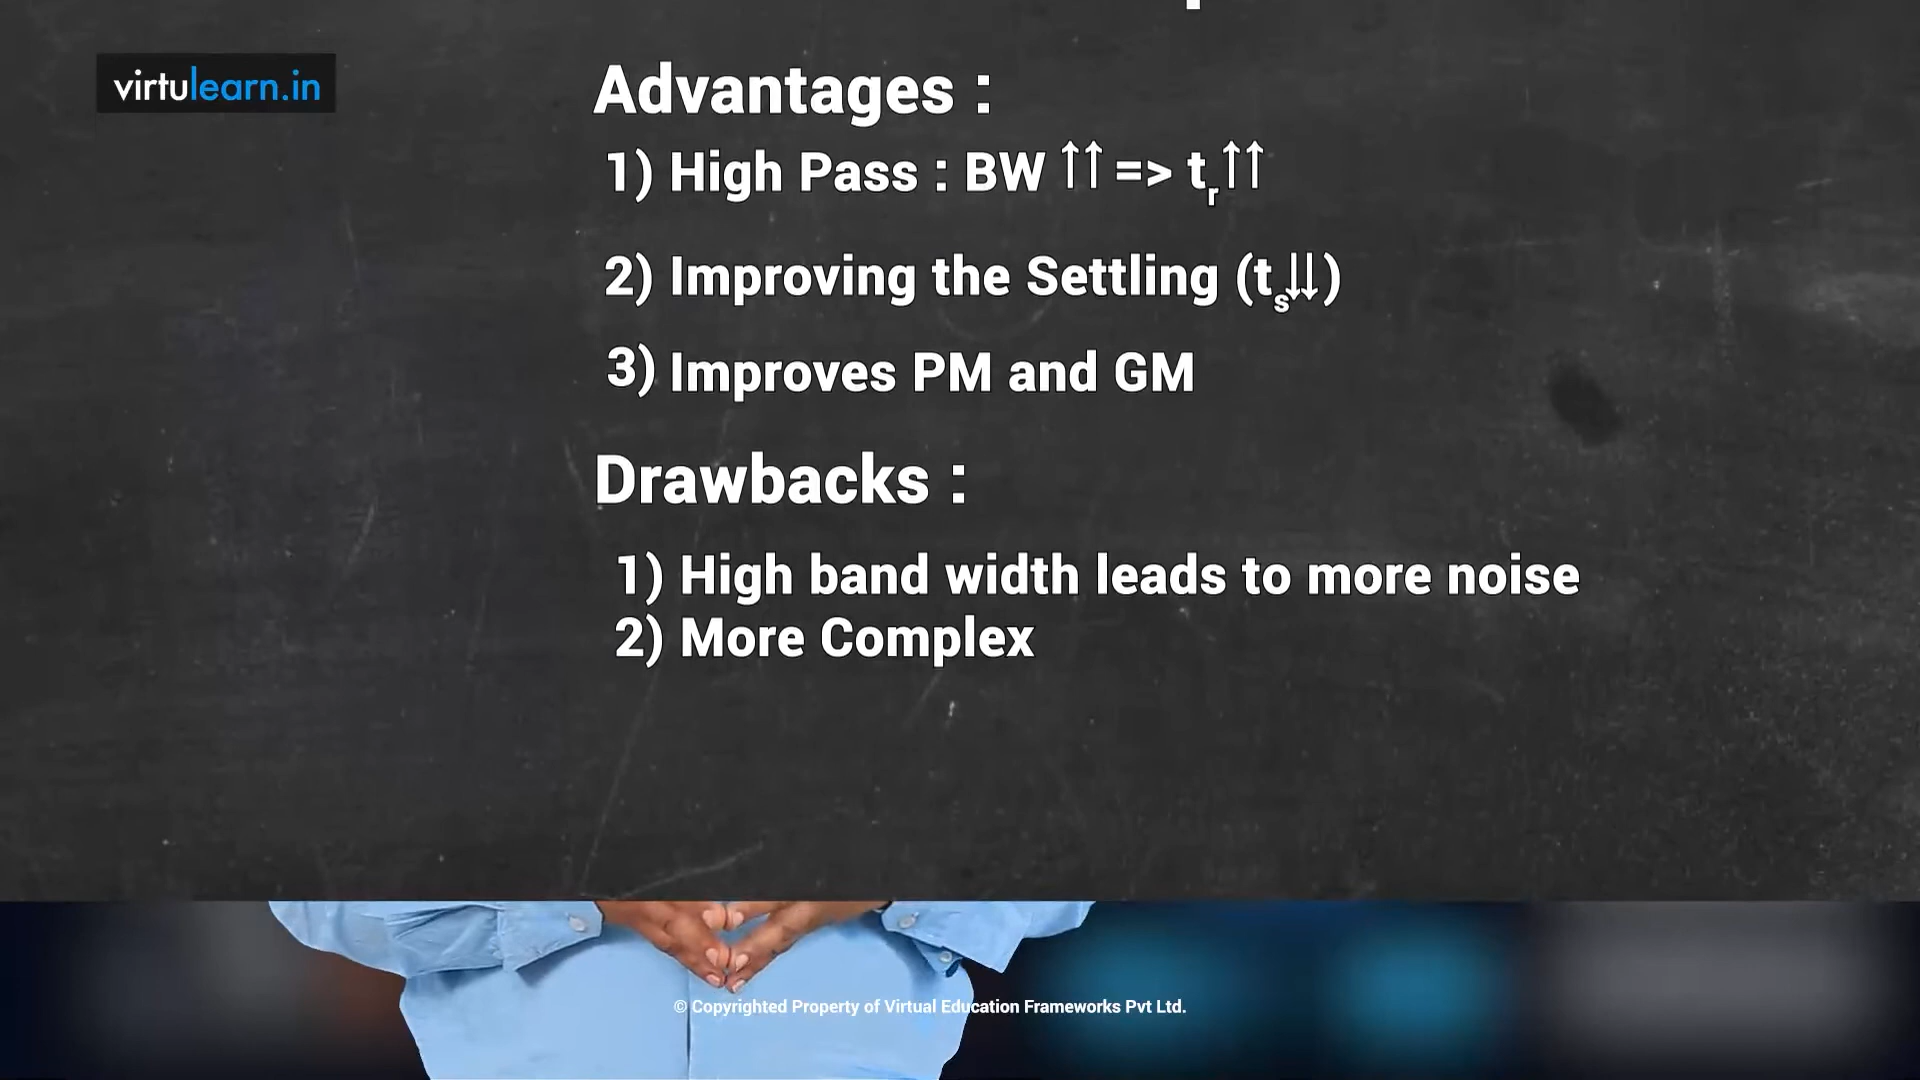 virtulearn.in
Advantages :
1) High Pass : BW ↑↑ => tr↑↑
2) Improving the Settling (ts↓↓)
3) Improves PM and GM
Drawbacks :
1) High band width leads to more noise
2) More Complex
© Copyrighted Property of Virtual Education Frameworks Pvt Ltd.